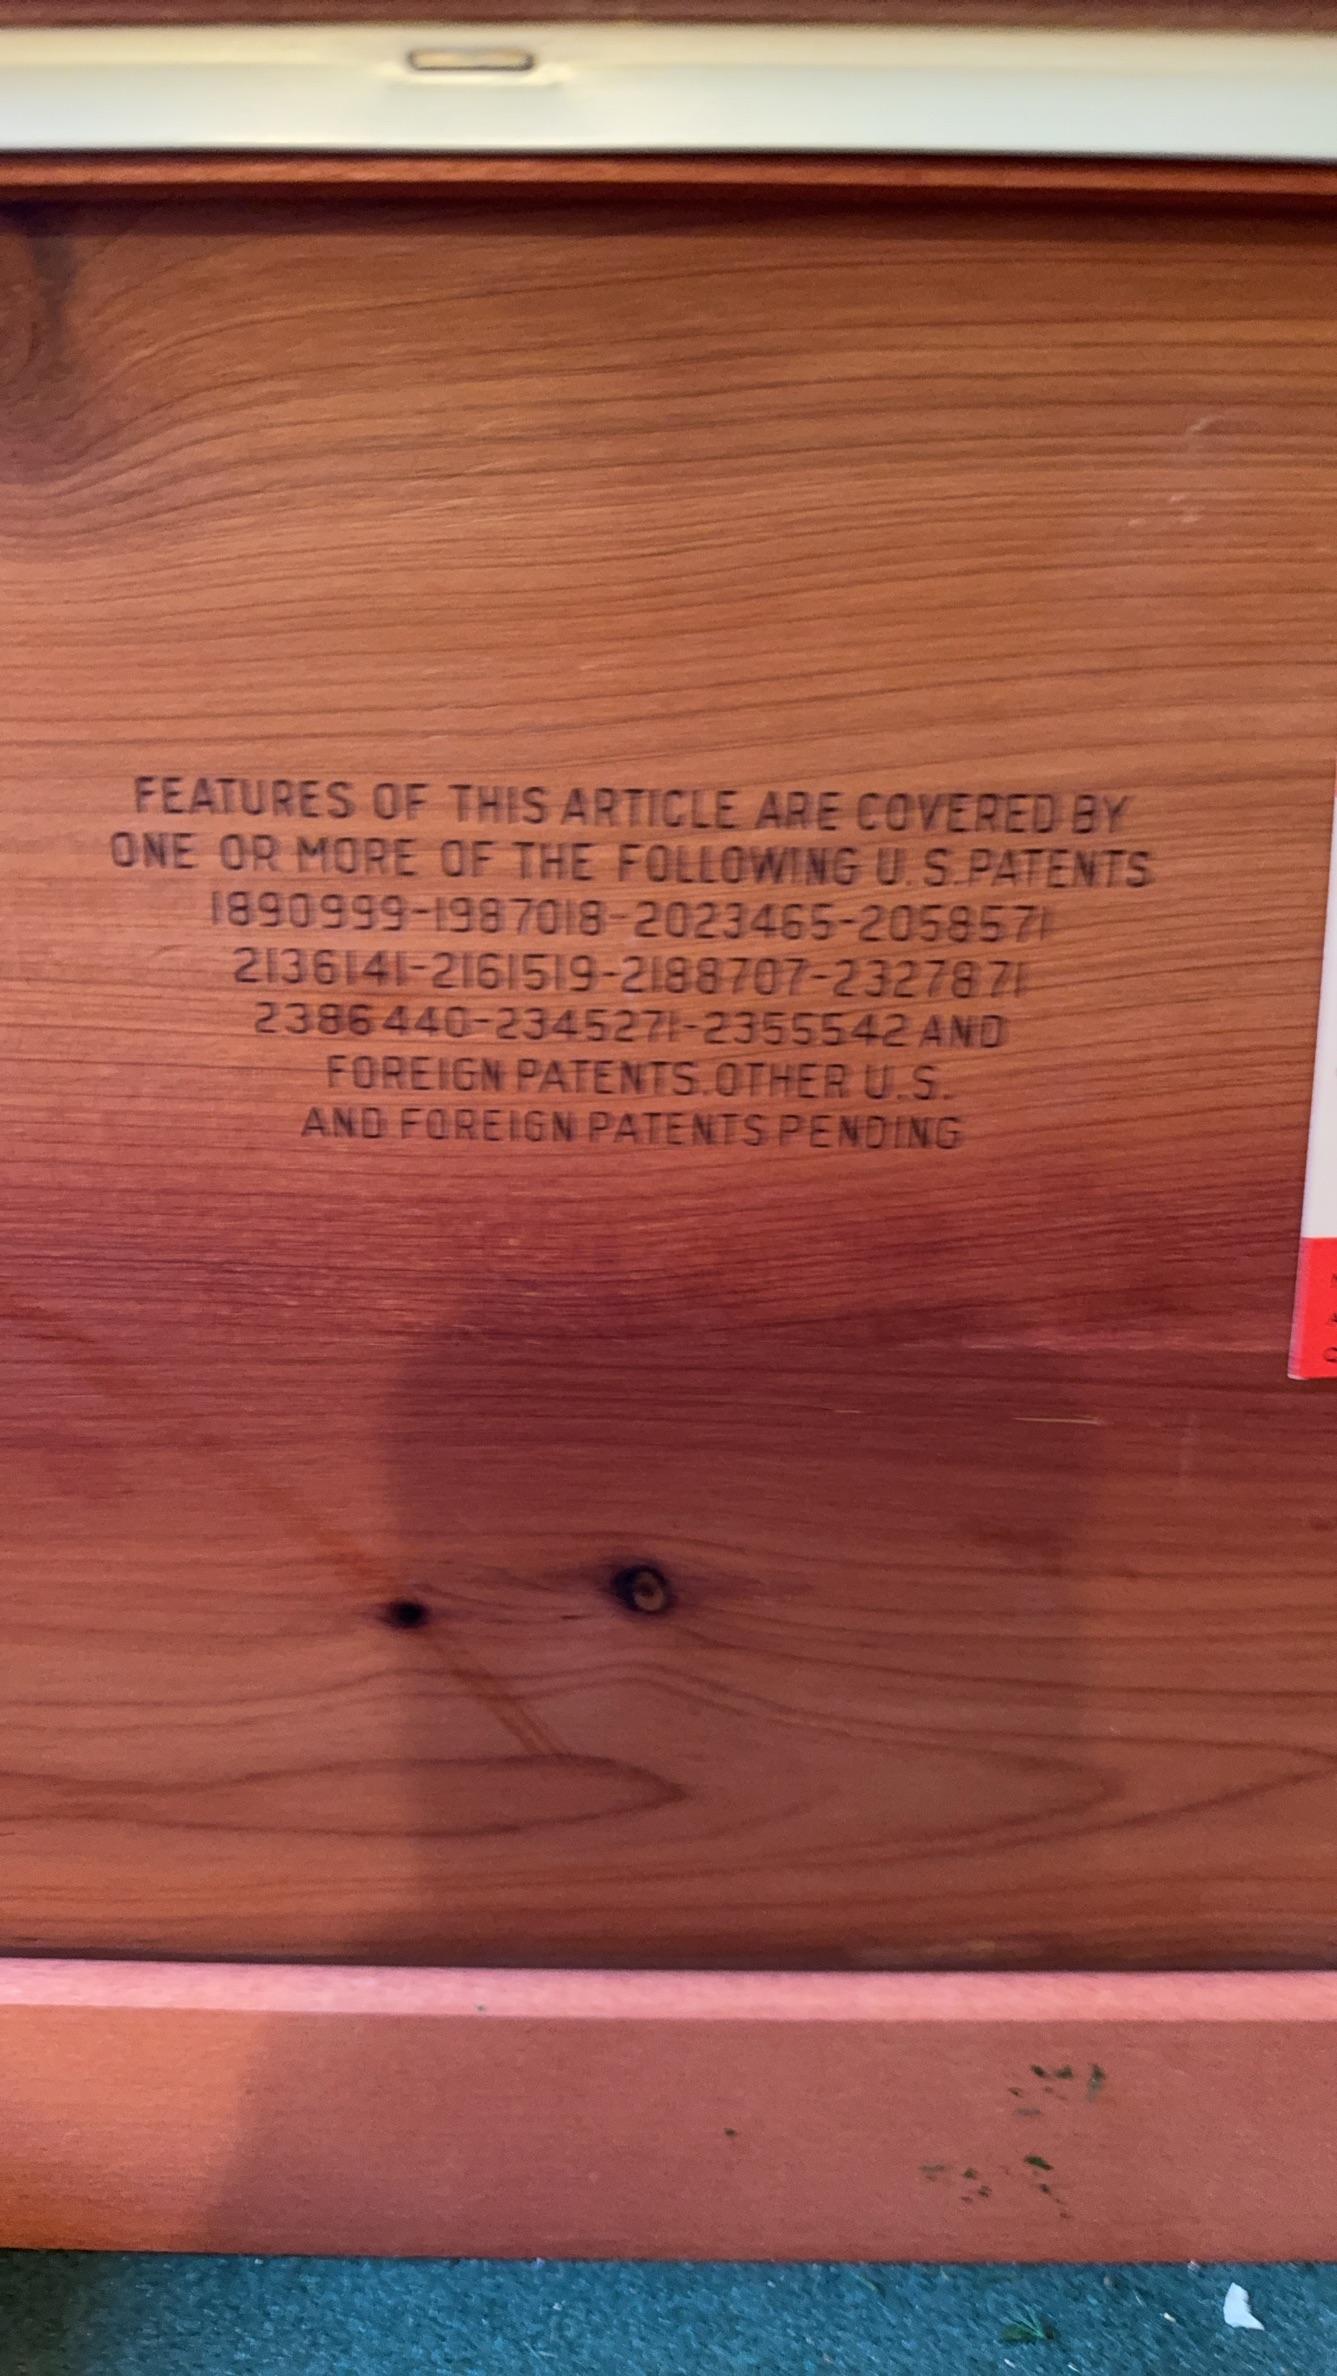 FEATURES OF THIS ARTICLE ARE COVERED BY
ONE OR MORE OF THE FOLLOWING U.S. PATENTS
1890999-1987018-2023465-2058571
2136141-2161519-2188707-2327871
2386440-2345271-2355542 AND
FOREIGN PATENTS. OTHER U.S.
AND FOREIGN PATENTS PENDING